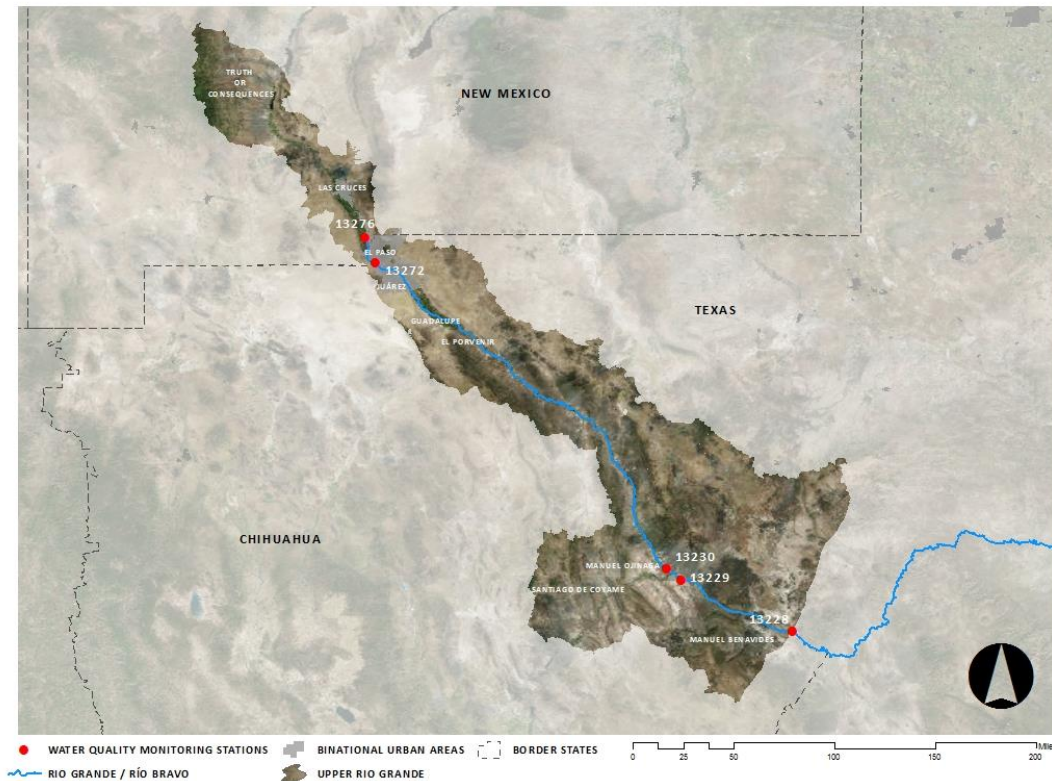 TRUTH
OR
CONSEQUENCES
NEW MEXICO
LAS CRUCES
13276
EL PASO
13272
JUÁREZ
TEXAS
GUADALUPE
EL PORVENIR
CHIHUAHUA
13230
MANUEL OJINAGA
13229
SANTIAGO DE COYAME
13228
MANUEL BENAVIDES
WATER QUALITY MONITORING STATIONS
BINATIONAL URBAN AREAS
BORDER STATES
0 25 50 100 150 200
RIO GRANDE / RÍO BRAVO
UPPER RIO GRANDE